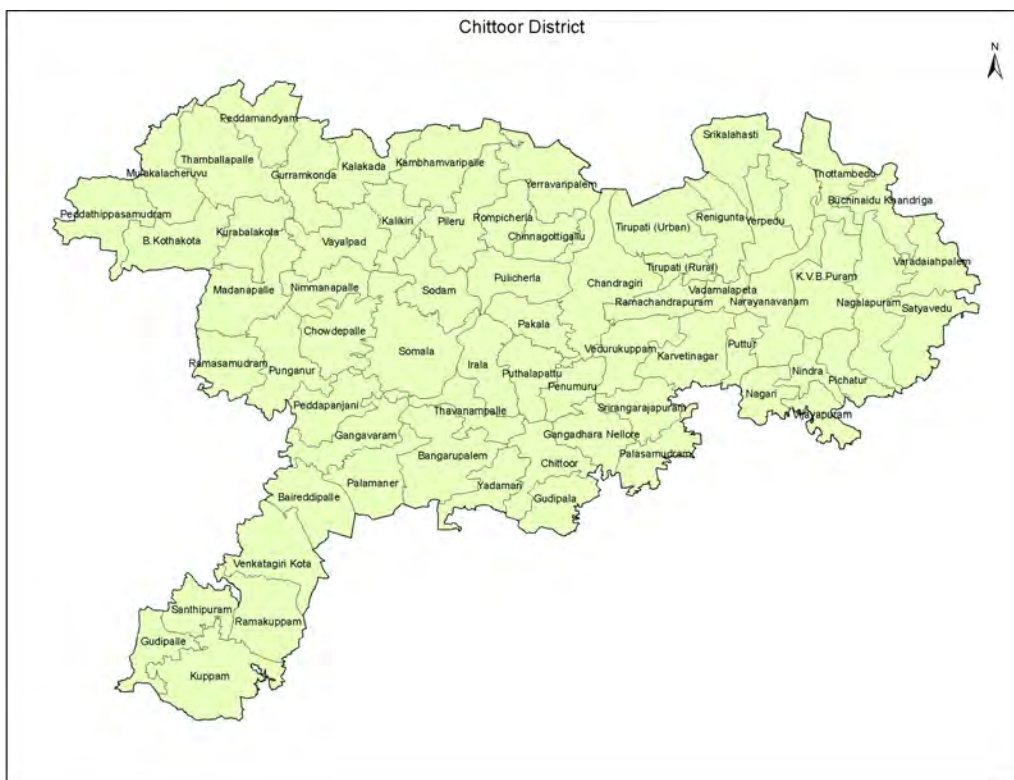 Chittoor District
N
Peddamandyam
Srikalahasti
Thamballapalle
Kalakada
Kambhamvaripalle
Mulakalacheruvu
Gurramkonda
Thottambedu
Yerravaripalem
Buchinaidu Khandriga
Peddathippasamudram
Kalikiri
Pileru
Rompicherla
Renigunta
Yerpedu
B.Kothakota
Kurabalakota
Vayalpad
Chinnagottigallu
Tirupati (Urban)
Varadaiahpalem
Tirupati (Rural)
Madanapalle
Nimmanapalle
Sodam
Pulicherla
Chandragiri
Vadamalapeta
K.V.B.Puram
Ramachandrapuram
Narayanavanam
Nagalapuram
Satyavedu
Chowdepalle
Pakala
Ramasamudram
Punganur
Somala
Irala
Vedurukuppam
Karvetinagar
Puttur
Puthalapattu
Nindra
Penumuru
Pichatur
Nagari
Peddapanjani
Thavanampalle
Srirangarajapuram
Vijayapuram
Gangavaram
Gangadhara Nellore
Bangarupalem
Chittoor
Palasamudram
Palamaner
Yadamari
Baireddipalle
Gudipala
Venkatagiri Kota
Santhipuram
Ramakuppam
Gudipalle
Kuppam